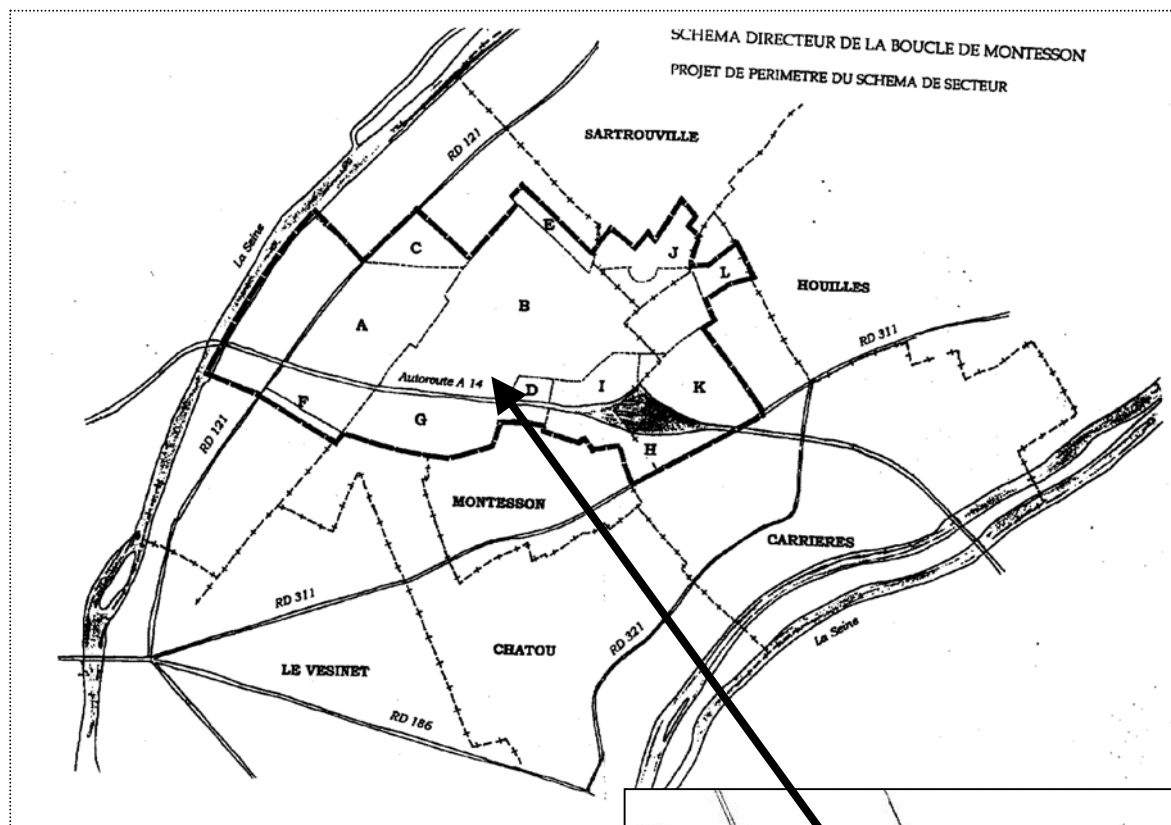 SCHEMA DIRECTEUR DE LA BOUCLE DE MONTESSON
PROJET DE PERIMETRE DU SCHEMA DE SECTEUR
SARTROUVILLE
RD 121
La Seine
E
C
J
L
HOUILLES
B
A
RD 311
Autoroute A 14
D
I
K
F
G
RD 121
H
MONTESSON
CARRIERES
RD 311
RD 321
La Seine
CHATOU
LE VESINET
RD 186